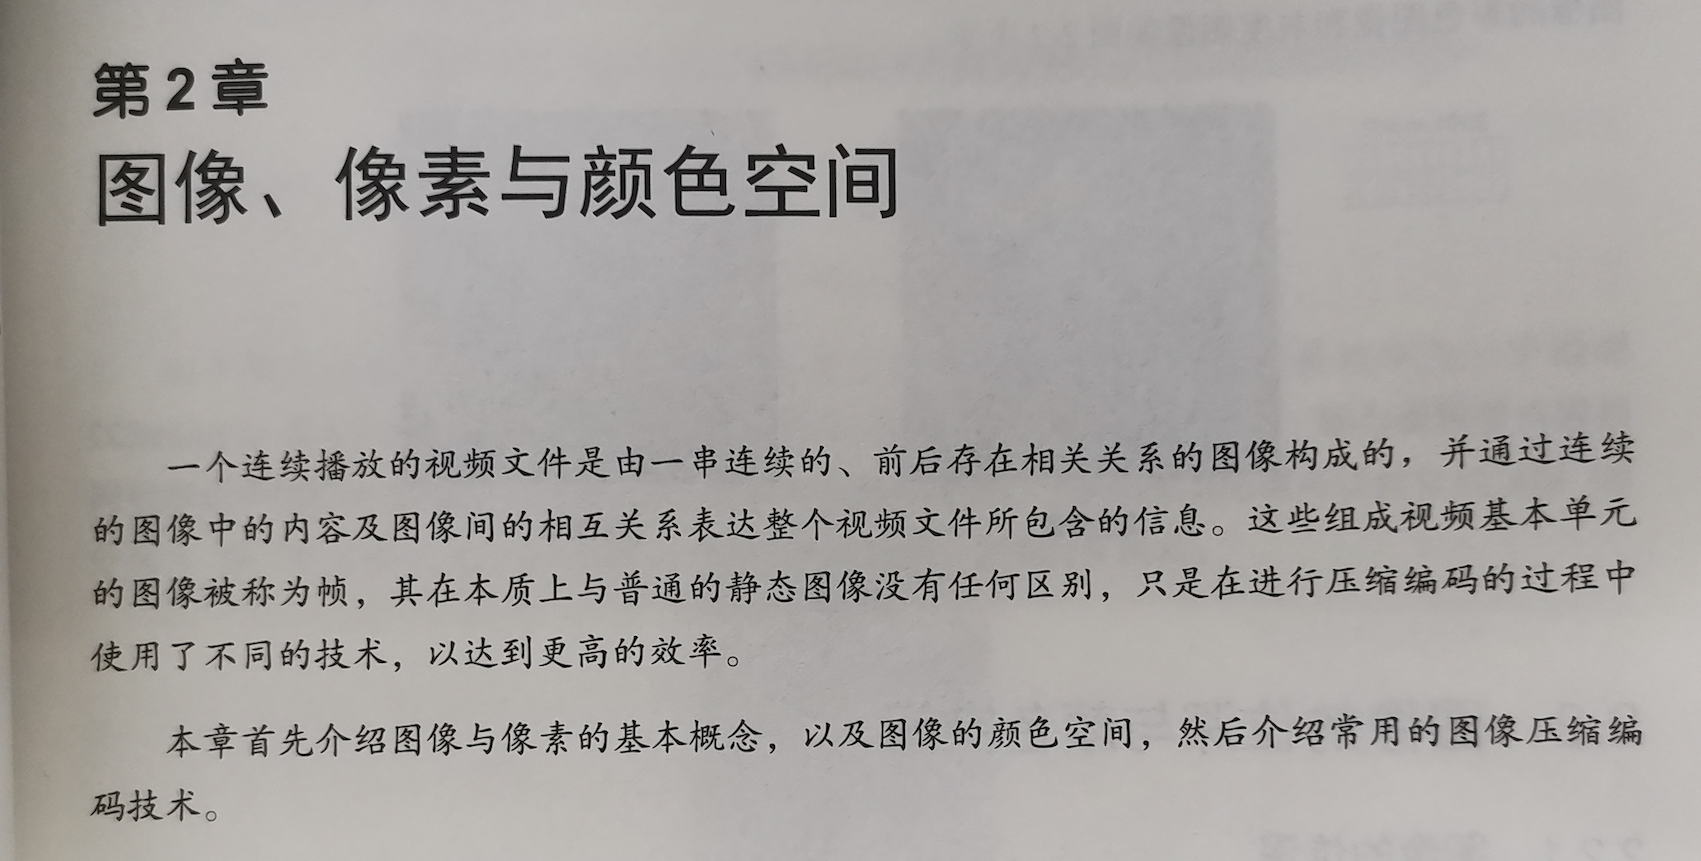 第2章
图像、像素与颜色空间
一个连续播放的视频文件是由一串连续的、前后存在相关关系的图像构成的，并通过连续
的图像中的内容及图像间的相互关系表达整个视频文件所包含的信息。这些组成视频基本单元
的图像被称为帧，其在本质上与普通的静态图像没有任何区别，只是在进行压缩编码的过程中
使用了不同的技术，以达到更高的效率。
本章首先介绍图像与像素的基本概念，以及图像的颜色空间，然后介绍常用的图像压缩编
码技术。